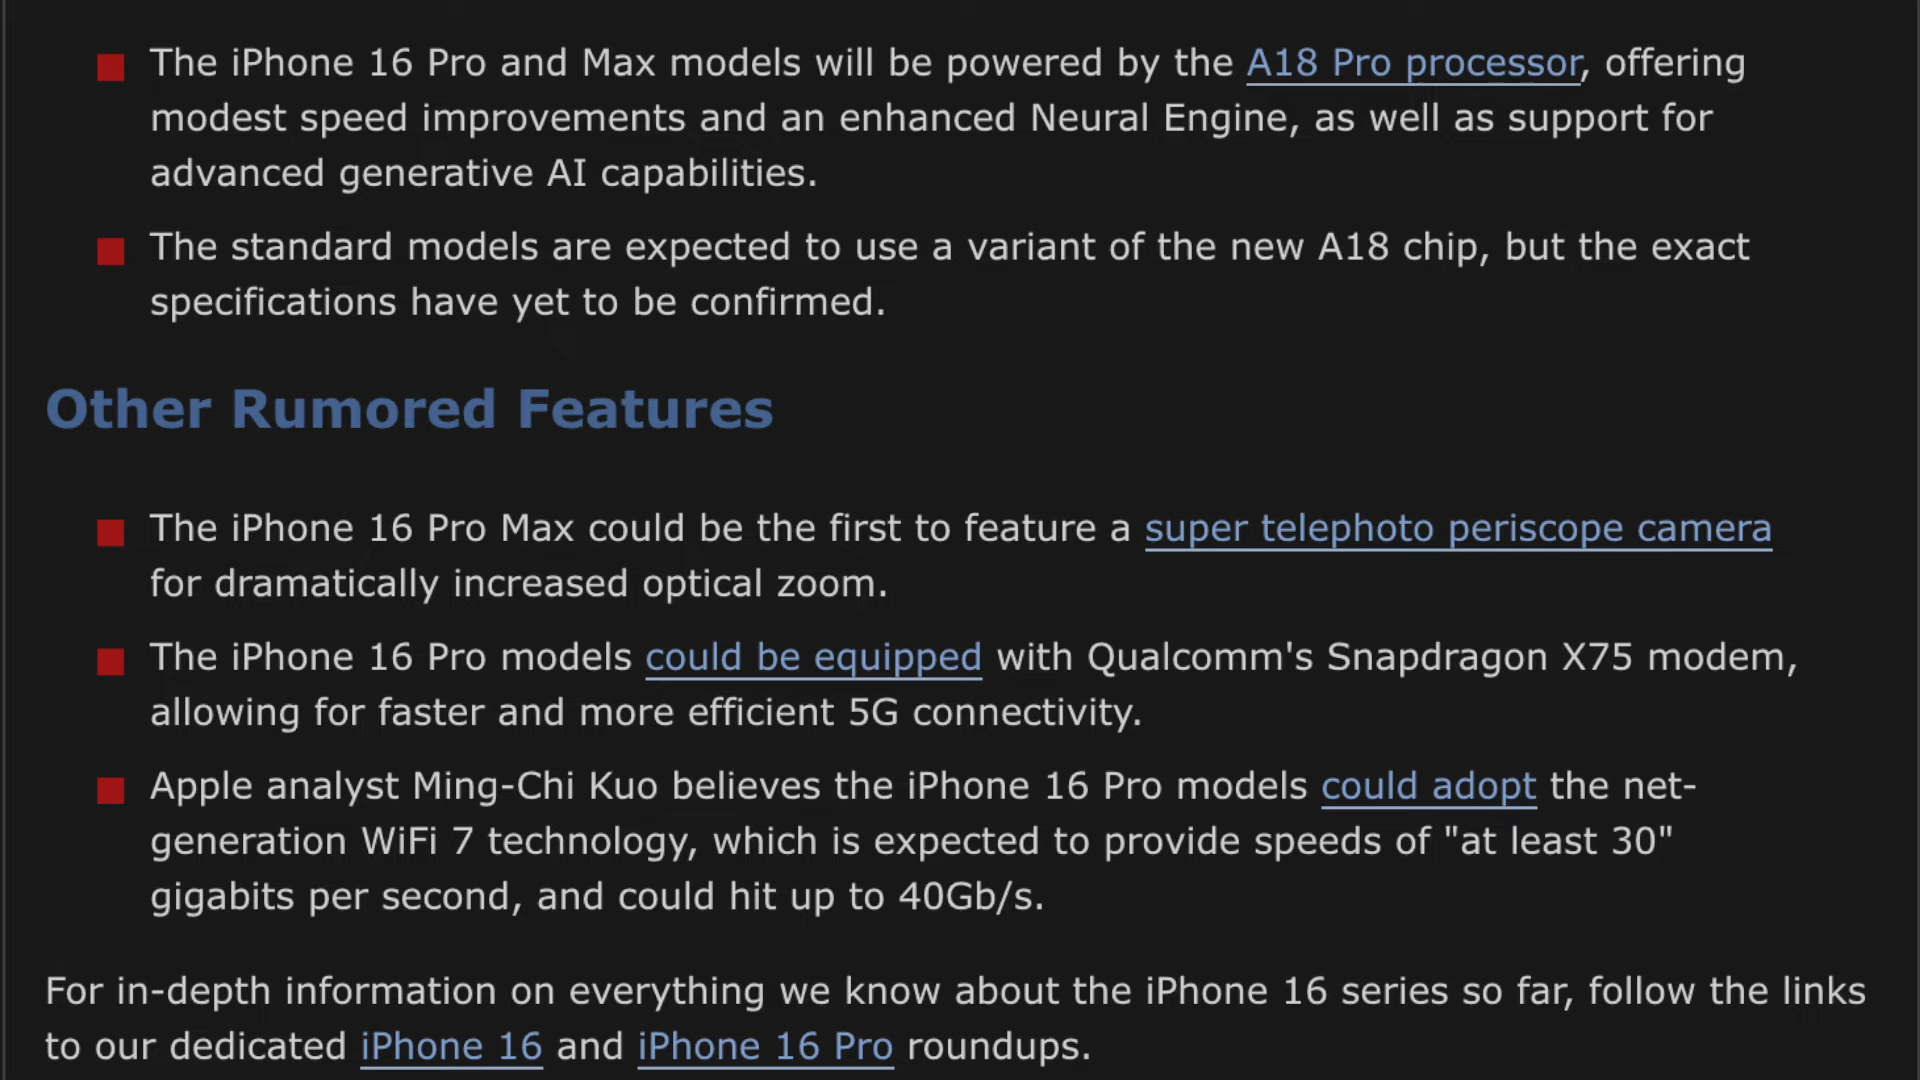 The iPhone 16 Pro and Max models will be powered by the A18 Pro processor, offering
modest speed improvements and an enhanced Neural Engine, as well as support for
advanced generative AI capabilities.
The standard models are expected to use a variant of the new A18 chip, but the exact
specifications have yet to be confirmed.
Other Rumored Features
The iPhone 16 Pro Max could be the first to feature a super telephoto periscope camera
for dramatically increased optical zoom.
The iPhone 16 Pro models could be equipped with Qualcomm's Snapdragon X75 modem,
allowing for faster and more efficient 5G connectivity.
Apple analyst Ming-Chi Kuo believes the iPhone 16 Pro models could adopt the net-
generation WiFi 7 technology, which is expected to provide speeds of "at least 30"
gigabits per second, and could hit up to 40Gb/s.
For in-depth information on everything we know about the iPhone 16 series so far, follow the links
to our dedicated iPhone 16 and iPhone 16 Pro roundups.